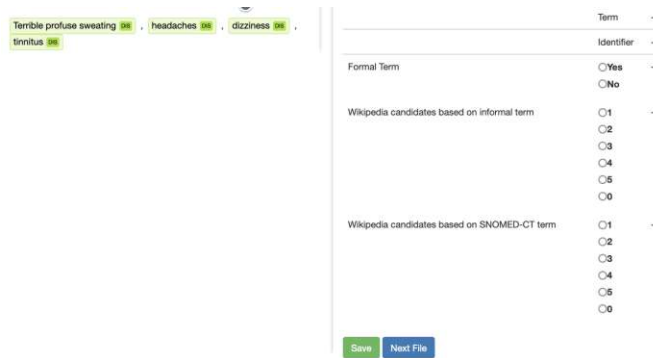 Terrible profuse sweating DIS , headaches DIS , dizziness DIS ,
tinnitus DIS
Term
Identifier
Formal Term
Yes
No
Wikipedia candidates based on informal term
1
2
3
4
5
0
Wikipedia candidates based on SNOMED-CT term
1
2
3
4
5
0
Save Next File